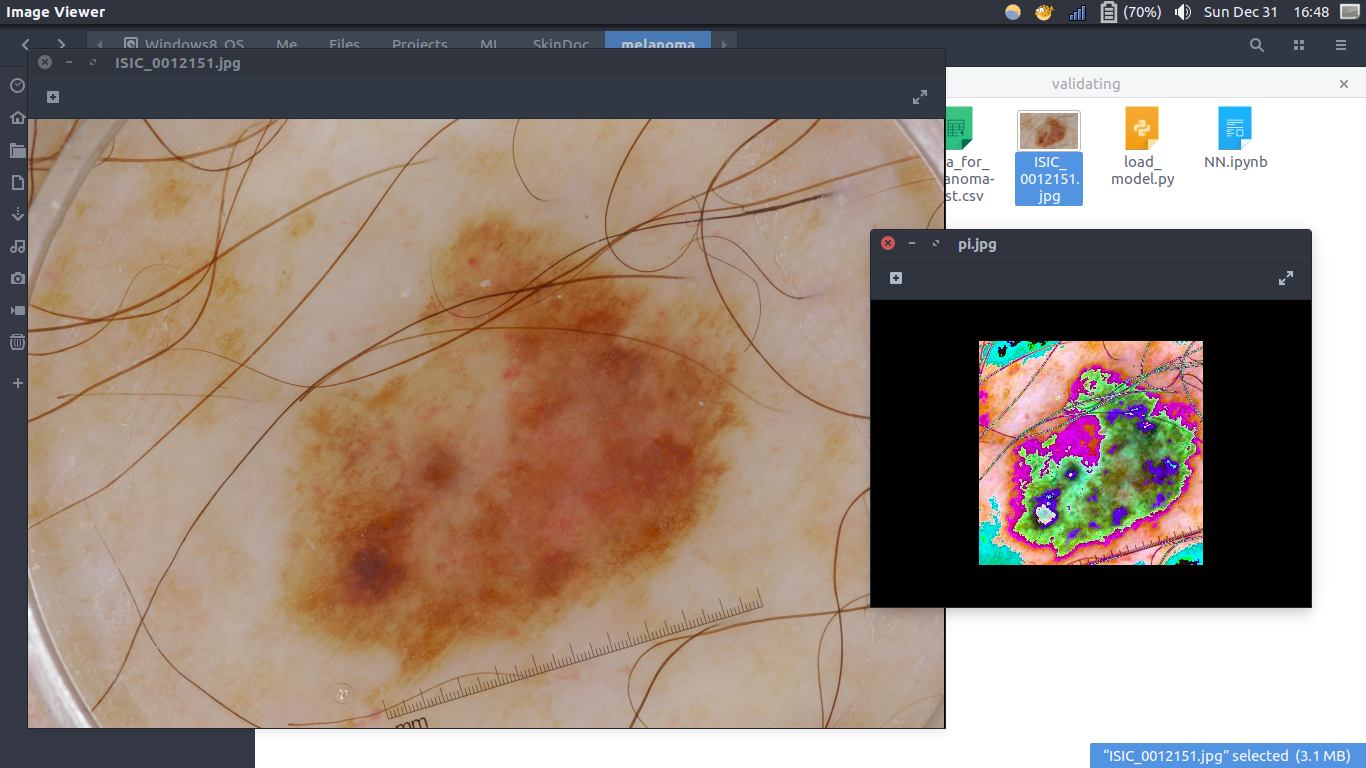 Image Viewer
(70%)
Sun Dec 31
16:48
Windows8_OS
Me
Files
Projects
ML
SkinDoc
melanoma
ISIC_0012151.jpg
validating
a_for_
anoma-
st.csv
ISIC_
0012151.
jpg
load_
model.py
NN.ipynb
pi.jpg
mm
"ISIC_0012151.jpg" selected (3.1 MB)